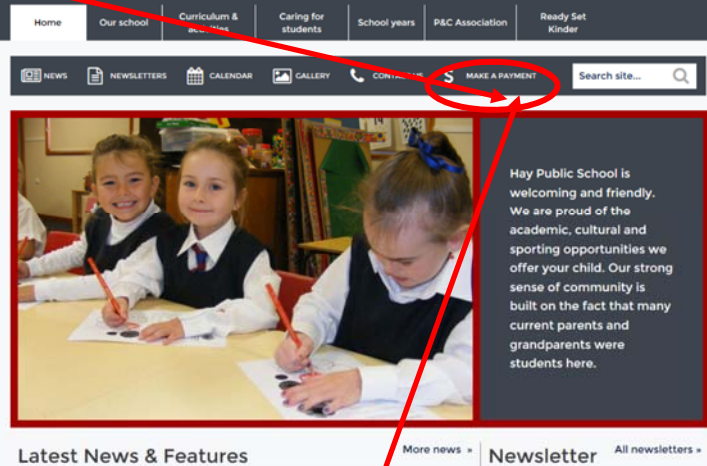 Home
Our school
Curriculum &
activities
Caring for
students
School years
P&C Association
Ready Set
Kinder
NEWS
NEWSLETTERS
CALENDAR
GALLERY
CONTACT US
$ MAKE A PAYMENT
Search site...
14
Hay Public School is
welcoming and friendly.
We are proud of the
academic, cultural and
sporting opportunities we
offer your child. Our strong
sense of community is
built on the fact that many
current parents and
grandparents were
students here.
Latest News & Features
More news »
Newsletter
All newsletters »